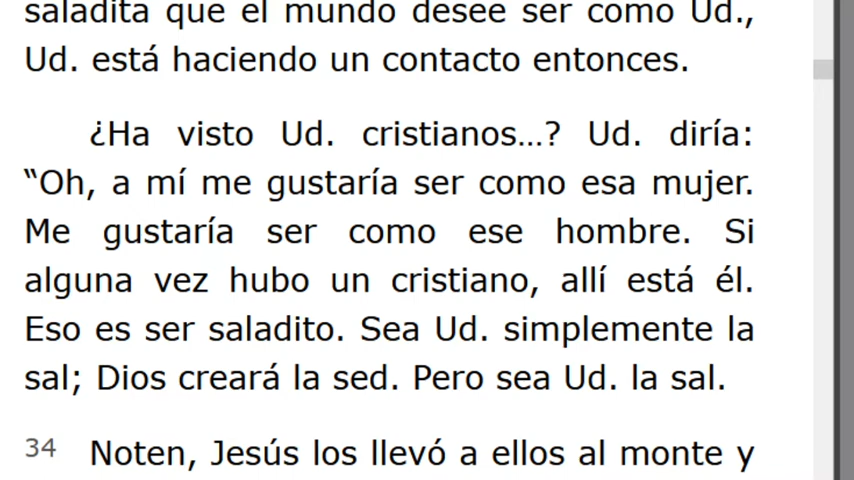 saladita que el mundo desee ser como Ud.,
Ud. está haciendo un contacto entonces.
¿Ha visto Ud. cristianos…? Ud. diría:
“Oh, a mí me gustaría ser como esa mujer.
Me gustaría ser como ese hombre. Si
alguna vez hubo un cristiano, allí está él.
Eso es ser saladito. Sea Ud. simplemente la
sal; Dios creará la sed. Pero sea Ud. la sal.
34 Noten, Jesús los llevó a ellos al monte y